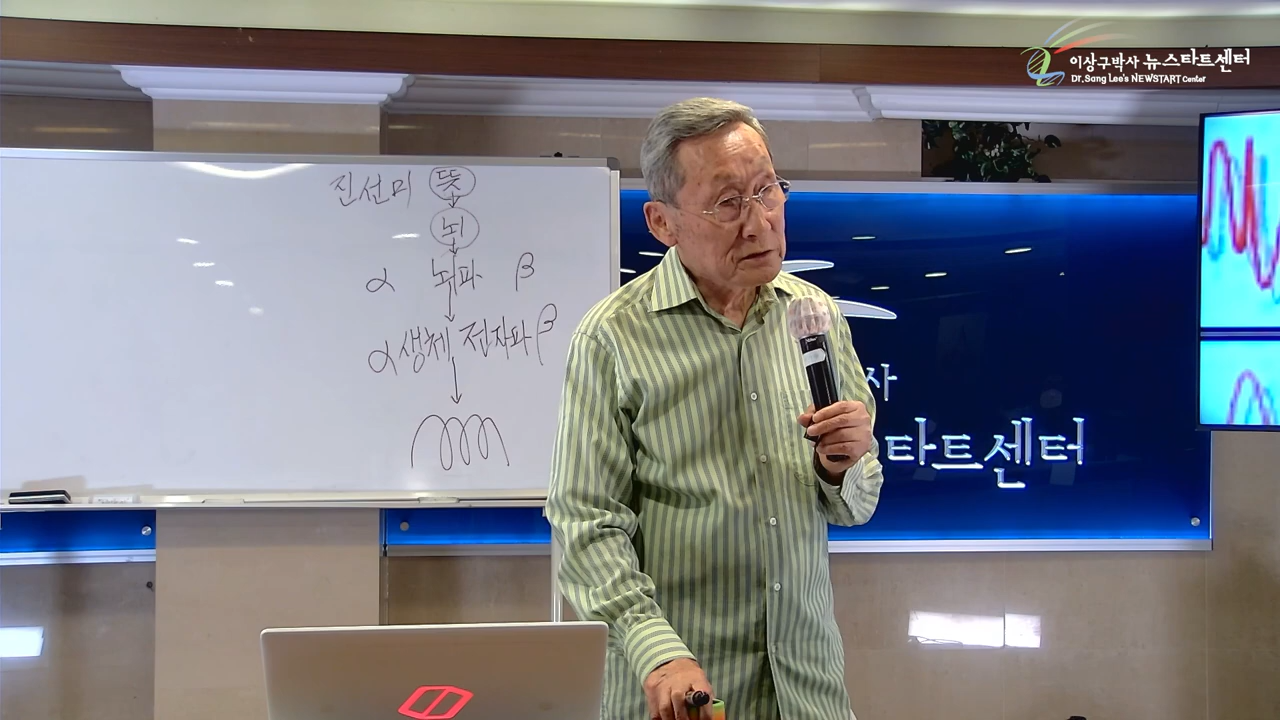 이상구박사 뉴스타트센터
Dr. Sang Lee's NEWSTART Center
진선미 뜻
뇌
α 뇌파 β
α 생체 전자파 β
사
타트센터